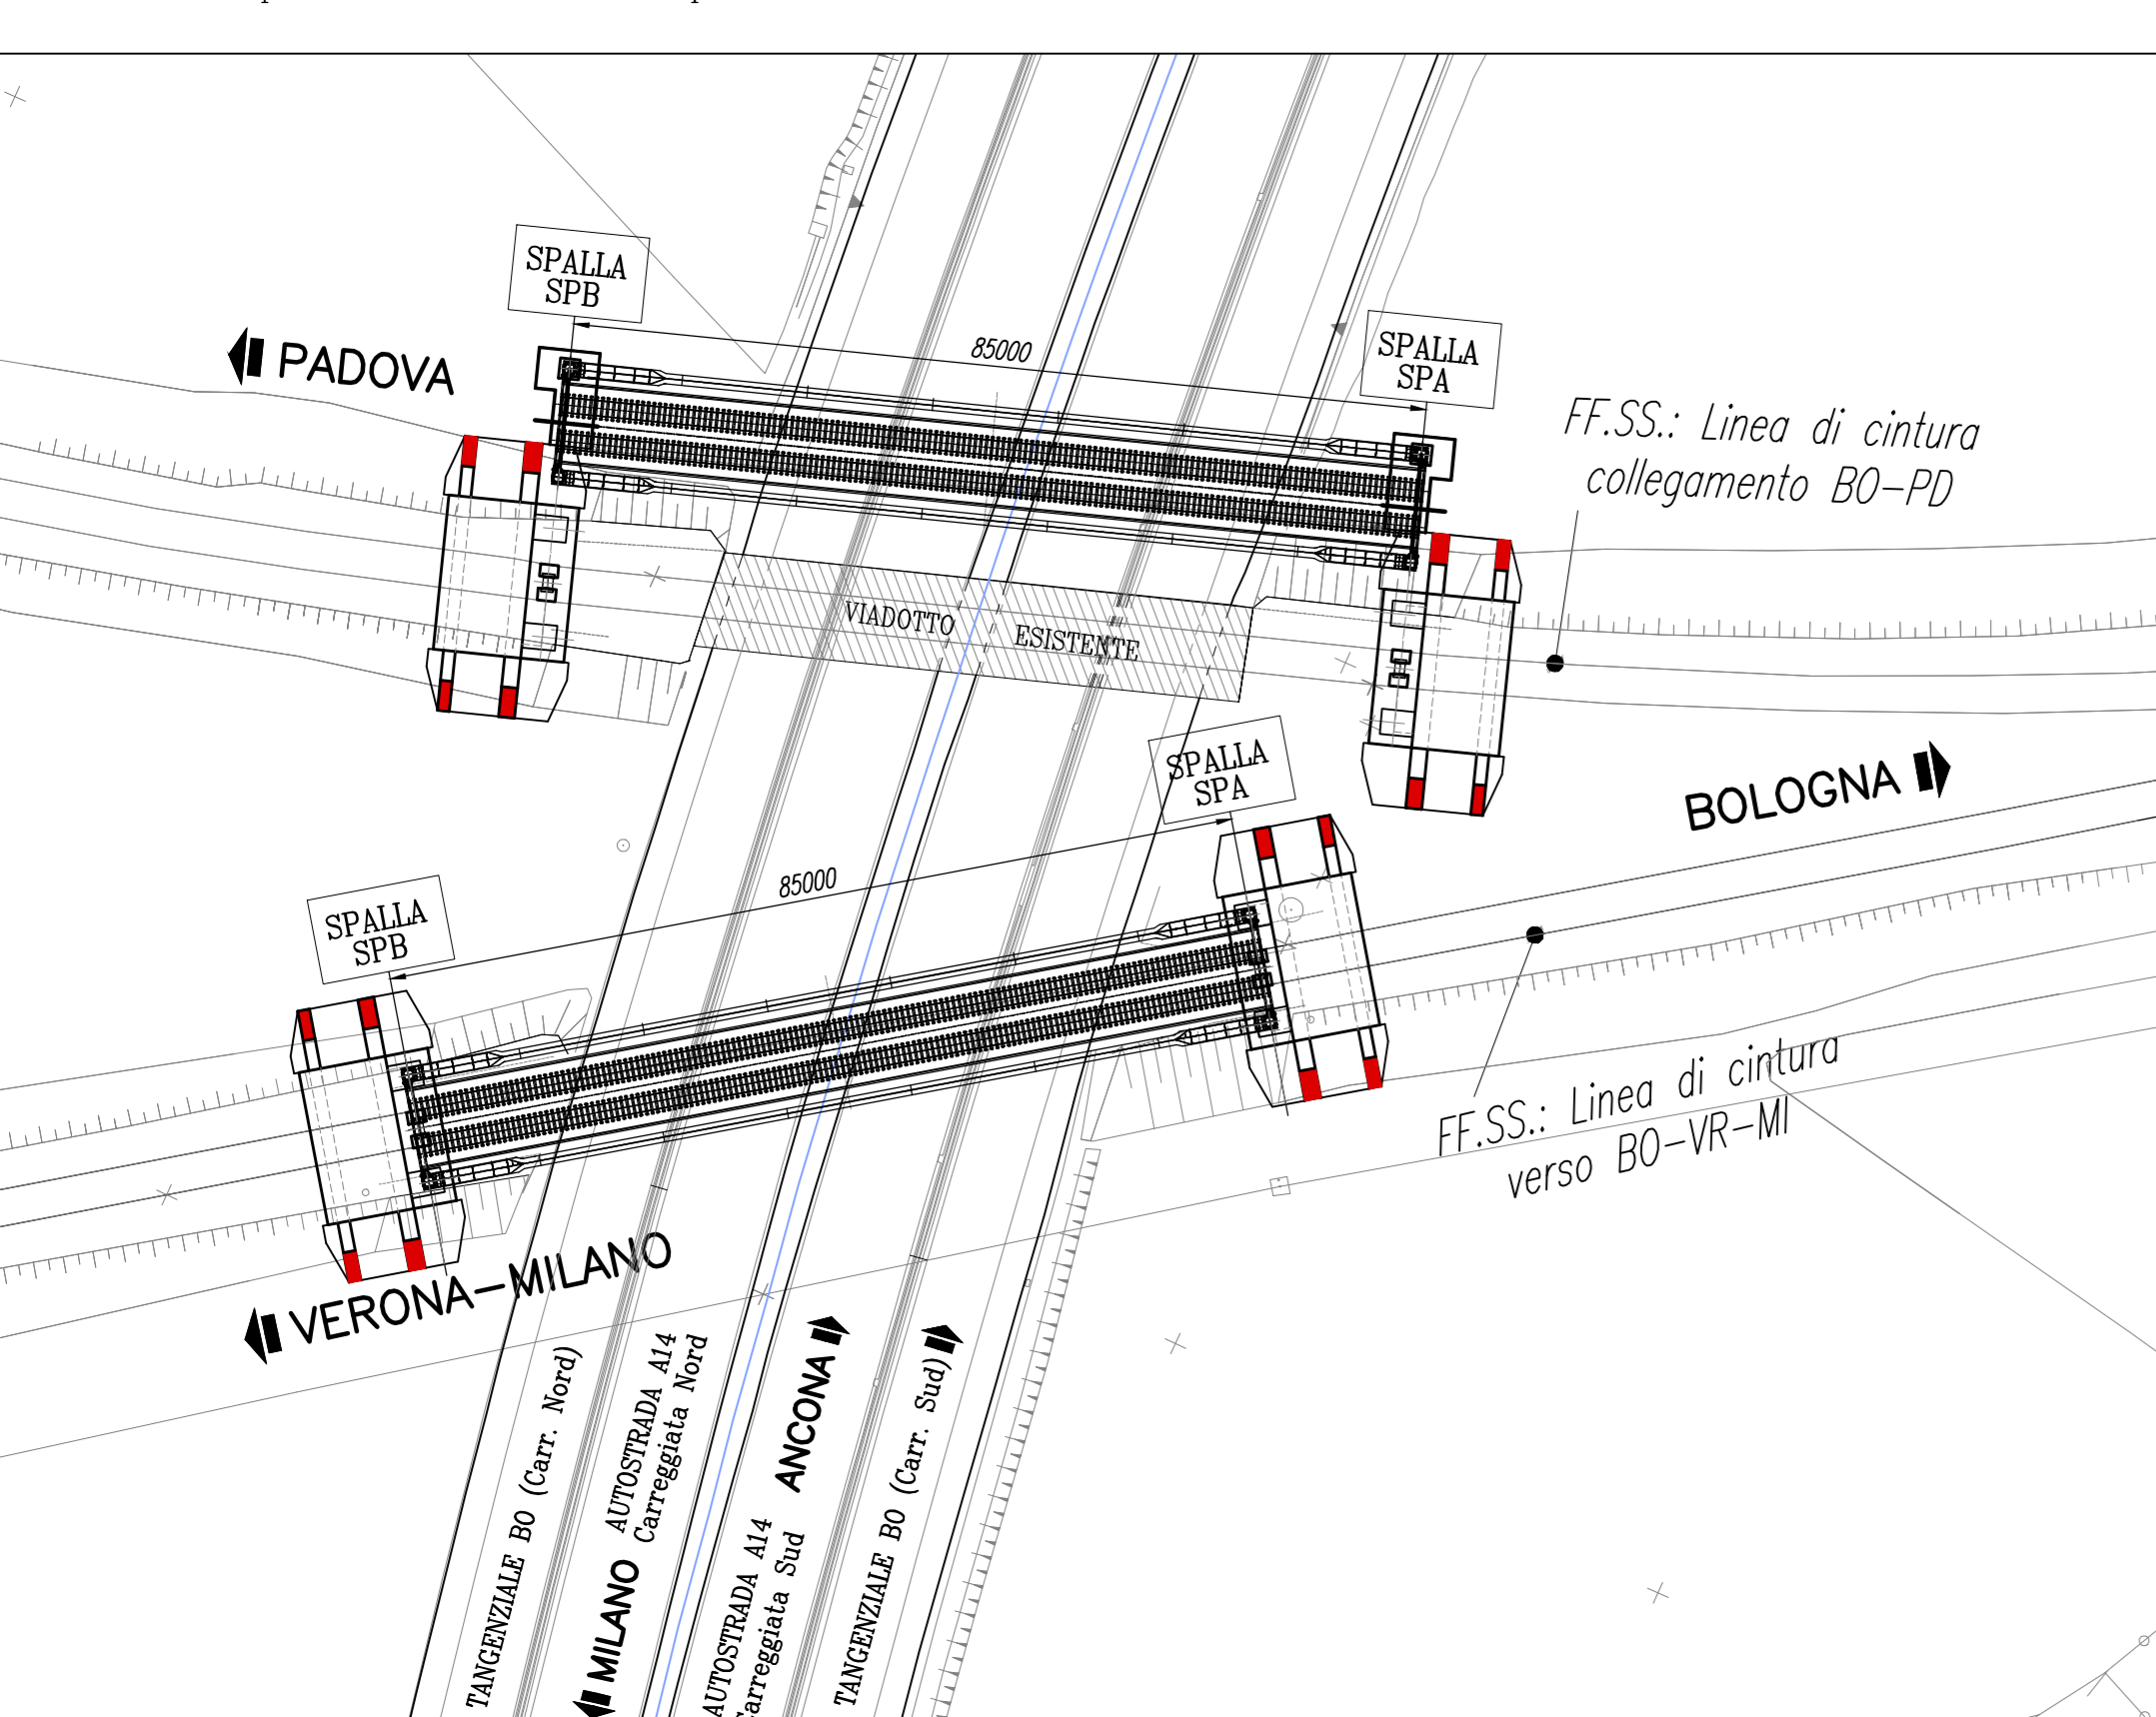 SPALLA
SPB
PADOVA
85000
SPALLA
SPA
FF.SS.: Linea di cintura
collegamento BO-PD
VIADOTTO ESISTENTE
SPALLA
SPA
BOLOGNA
85000
SPALLA
SPB
FF.SS.: Linea di cintura
verso BO-VR-MI
VERONA-MILANO
TANGENZIALE BO (Carr. Nord)
MILANO
AUTOSTRADA A14
Carreggiata Nord
ANCONA
AUTOSTRADA A14
Carreggiata Sud
TANGENZIALE BO (Carr. Sud)